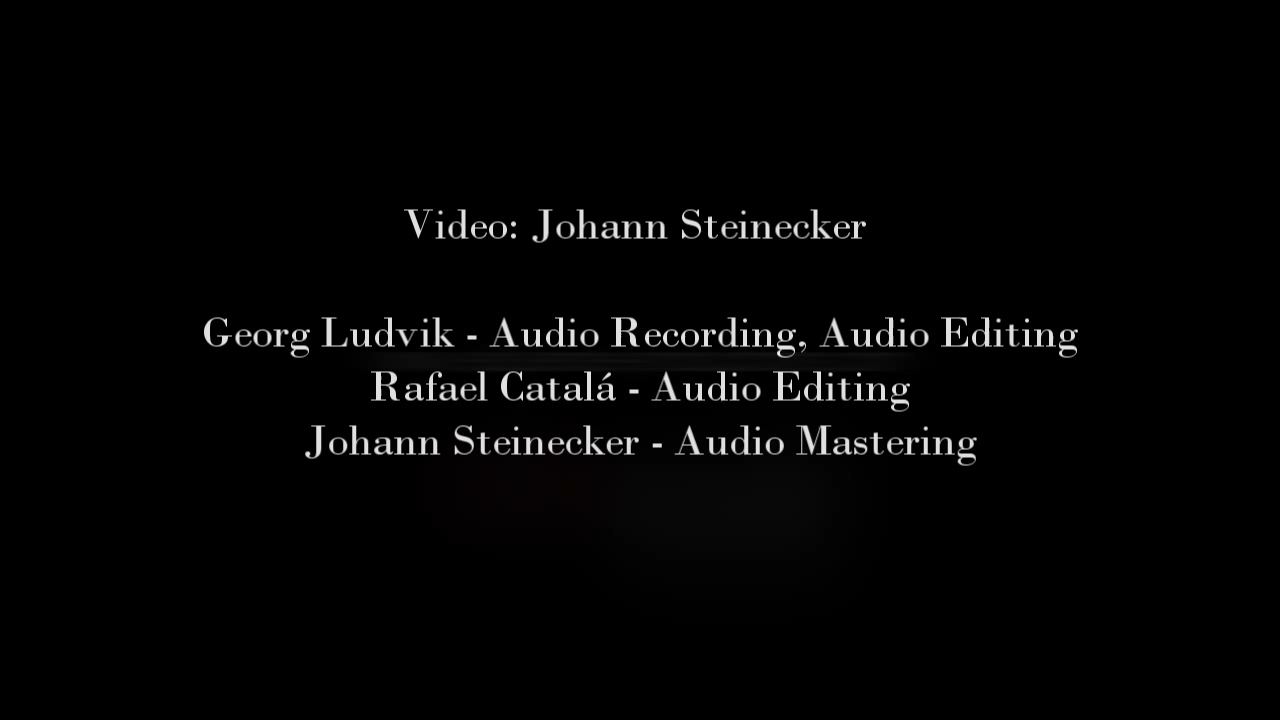 Video: Johann Steinecker
Georg Ludvik - Audio Recording, Audio Editing
Rafael Catalá - Audio Editing
Johann Steinecker - Audio Mastering